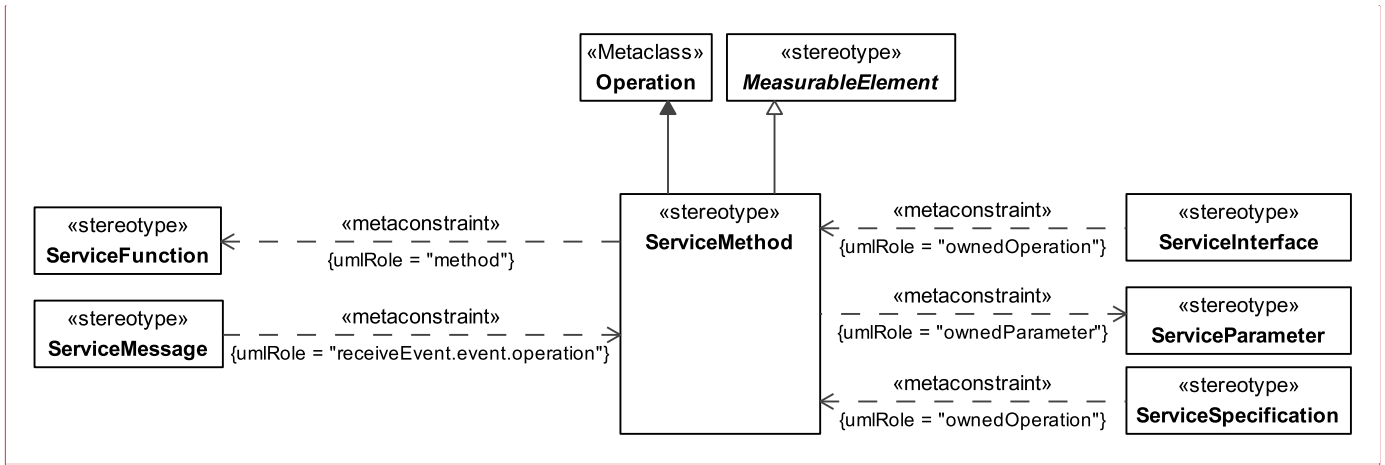 «Metaclass»
Operation
«stereotype»
MeasurableElement
«stereotype»
ServiceFunction
«metaconstraint»
{umlRole = "method"}
«stereotype»
ServiceMessage
«metaconstraint»
{umlRole = "receiveEvent.event.operation"}
«stereotype»
ServiceMethod
«metaconstraint»
{umlRole = "ownedOperation"}
«stereotype»
ServiceInterface
«metaconstraint»
{umlRole = "ownedParameter"}
«stereotype»
ServiceParameter
«metaconstraint»
{umlRole = "ownedOperation"}
«stereotype»
ServiceSpecification